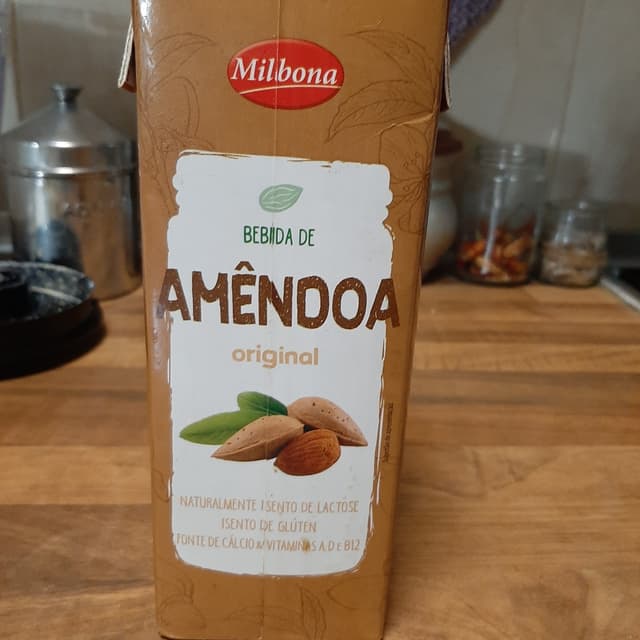 Milbona
BEBIDA DE
AMÊNDOA
original
NATURALMENTE ISENTO DE LACTOSE
ISENTO DE GLÚTEN
FONTE DE CÁLCIO & VITAMINAS A, D E B12